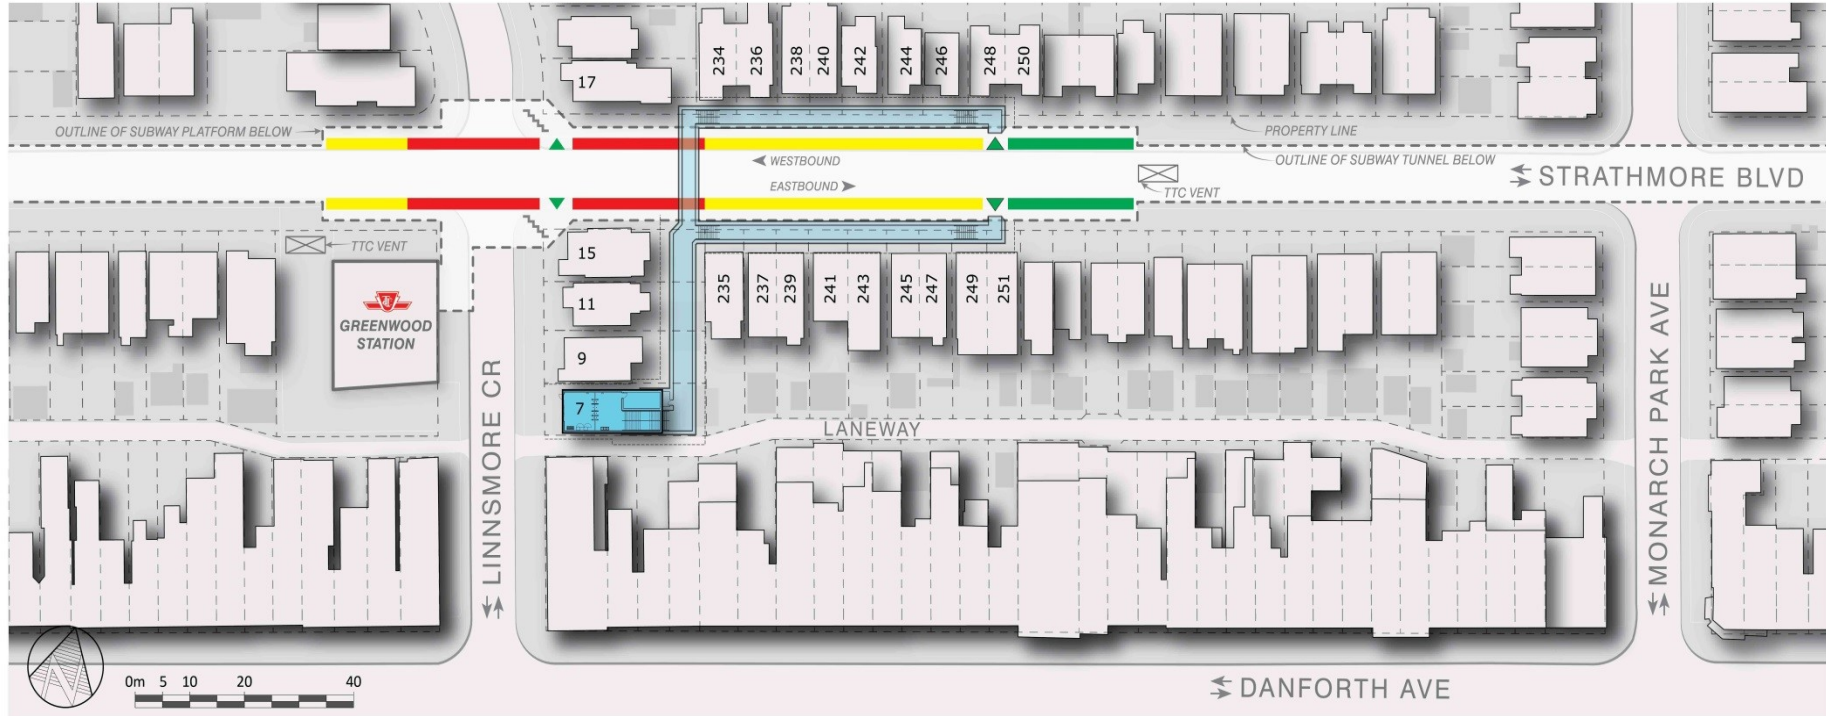 17
234
236
238
240
242
244
246
248
250
OUTLINE OF SUBWAY PLATFORM BELOW
PROPERTY LINE
OUTLINE OF SUBWAY TUNNEL BELOW
WESTBOUND
EASTBOUND
TTC VENT
STRATHMORE BLVD
TTC VENT
15
11
9
7
235
237
239
241
243
245
247
249
251
GREENWOOD
STATION
LANEWAY
LINNSMORE CR
MONARCH PARK AVE
N
0m 5 10 20 40
DANFORTH AVE